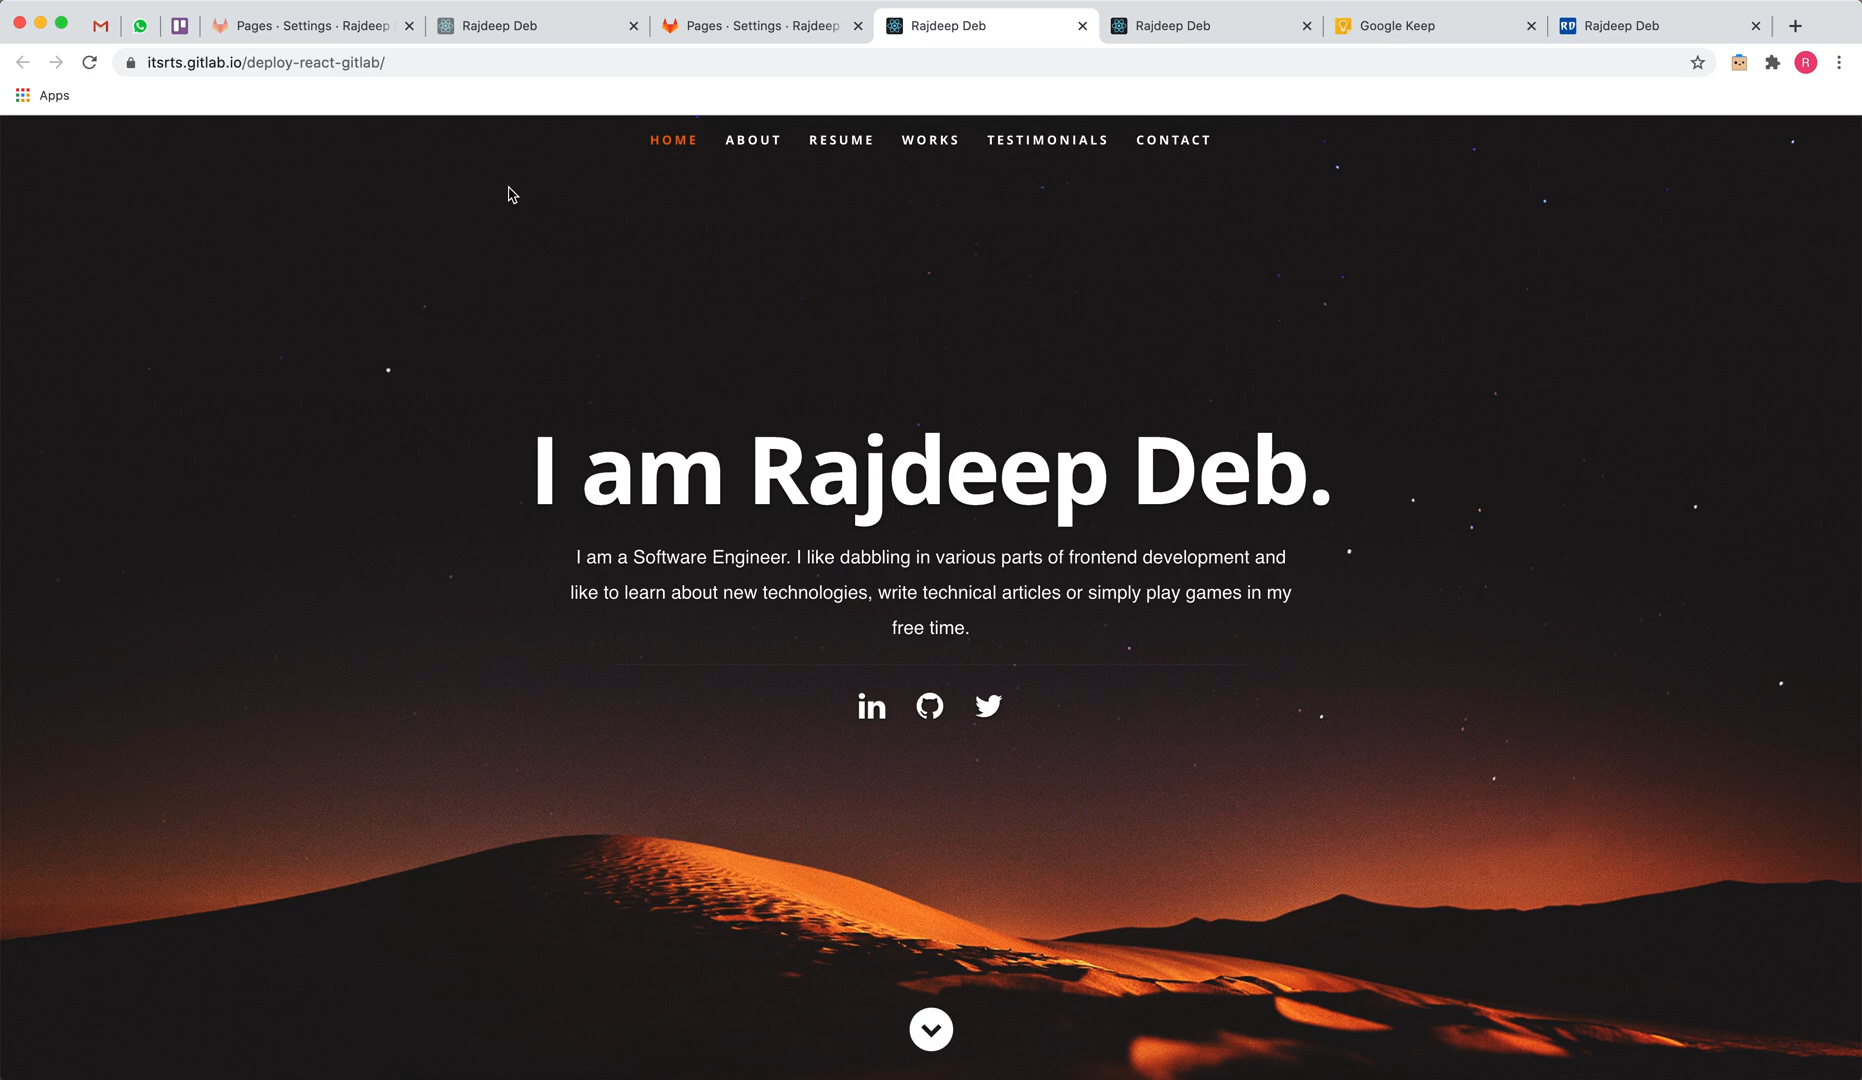 Pages · Settings · Rajdeep
Rajdeep Deb
Pages · Settings · Rajdeep
Rajdeep Deb
Rajdeep Deb
Google Keep
RD
Rajdeep Deb
itsrts.gitlab.io/deploy-react-gitlab/
R
Apps
HOME
ABOUT
RESUME
WORKS
TESTIMONIALS
CONTACT
I am Rajdeep Deb.
I am a Software Engineer. I like dabbling in various parts of frontend development and
like to learn about new technologies, write technical articles or simply play games in my
free time.
in